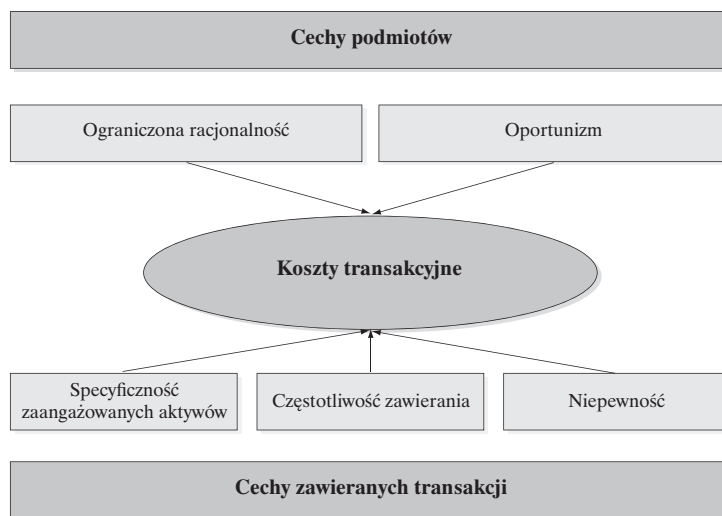 Cechy podmiotów
Ograniczona racjonalność
Oportunizm
Koszty transakcyjne
Specyficzność
zaangażowanych aktywów
Częstotliwość zawierania
Niepewność
Cechy zawieranych transakcji